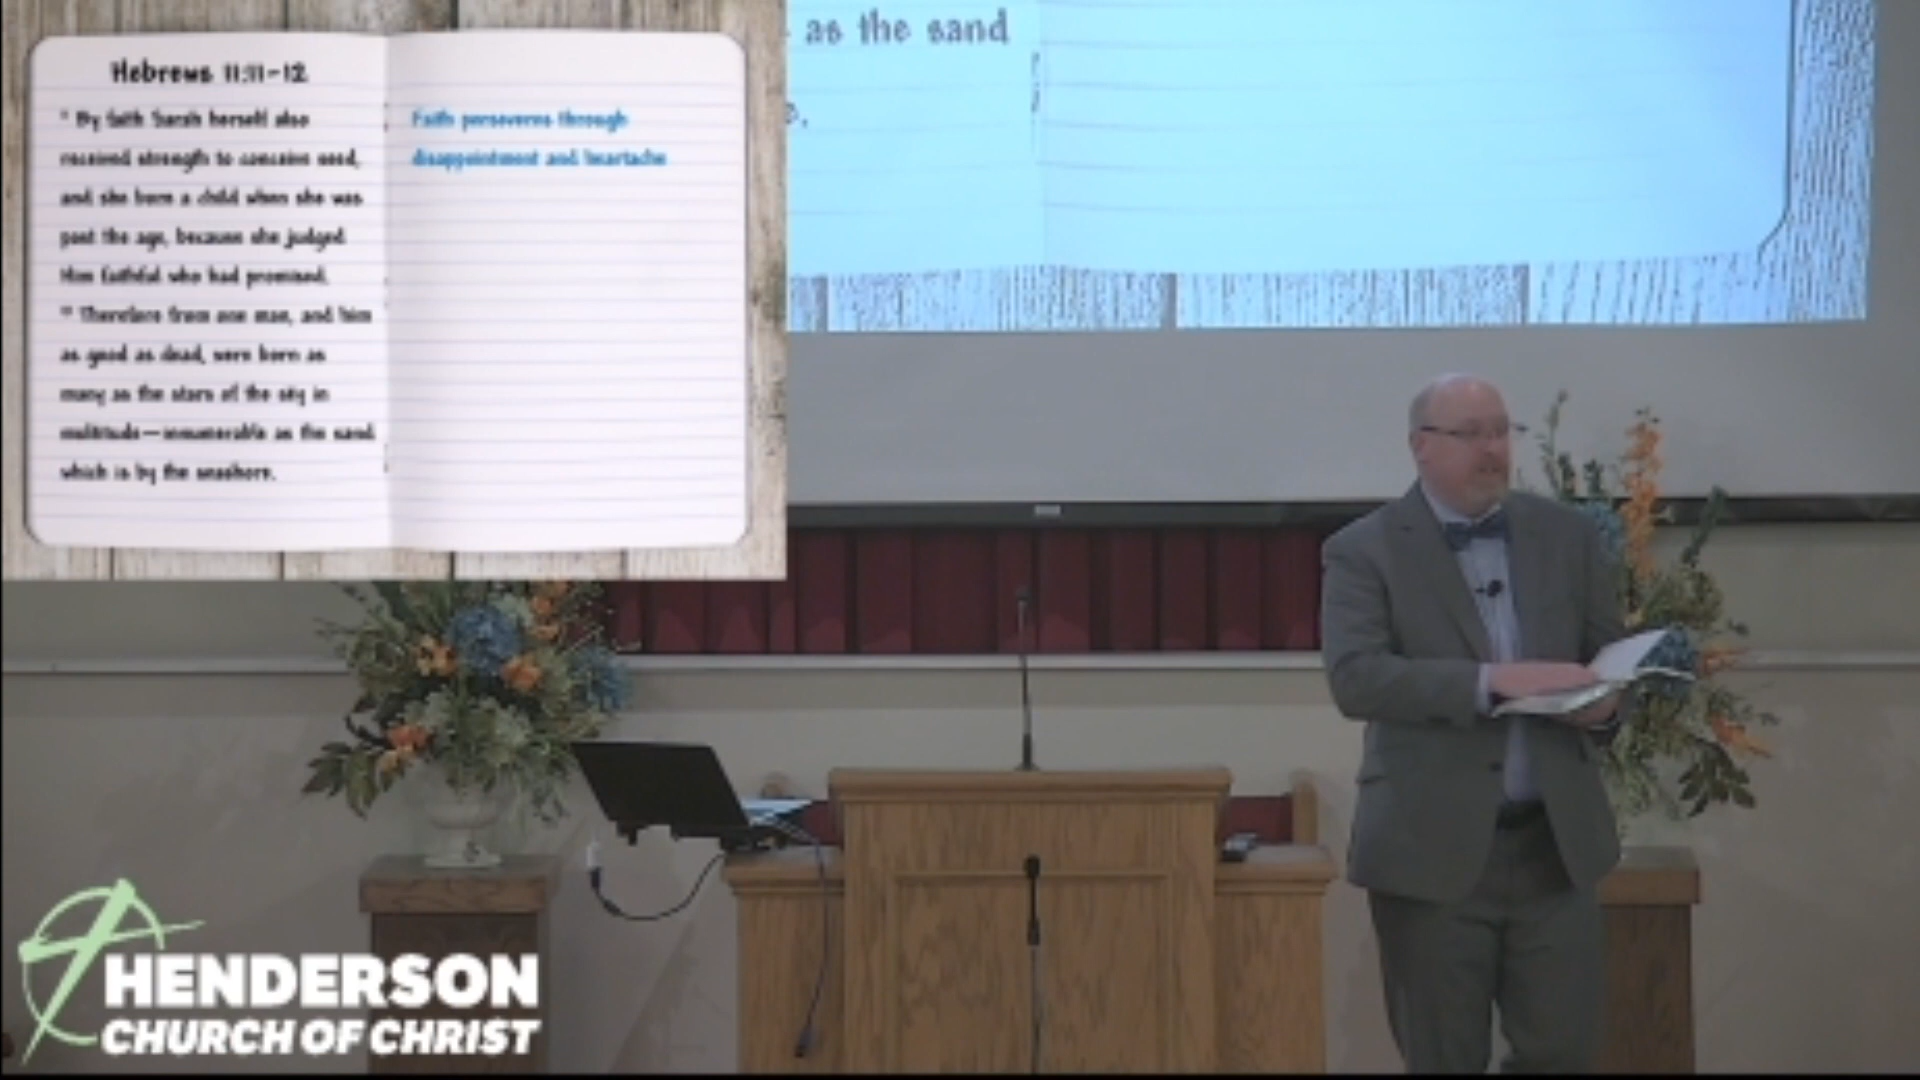 Hebrews 11:11-12
11 By faith Sarah herself also
received strength to conceive seed,
and she bore a child when she was
past the age, because she judged
Him faithful who had promised.
12 Therefore from one man, and him
as good as dead, were born as
many as the stars of the sky in
multitude—innumerable as the sand
which is by the seashore.
Faith perseveres through
disappointment and heartache
as the sand
HENDERSON
CHURCH OF CHRIST